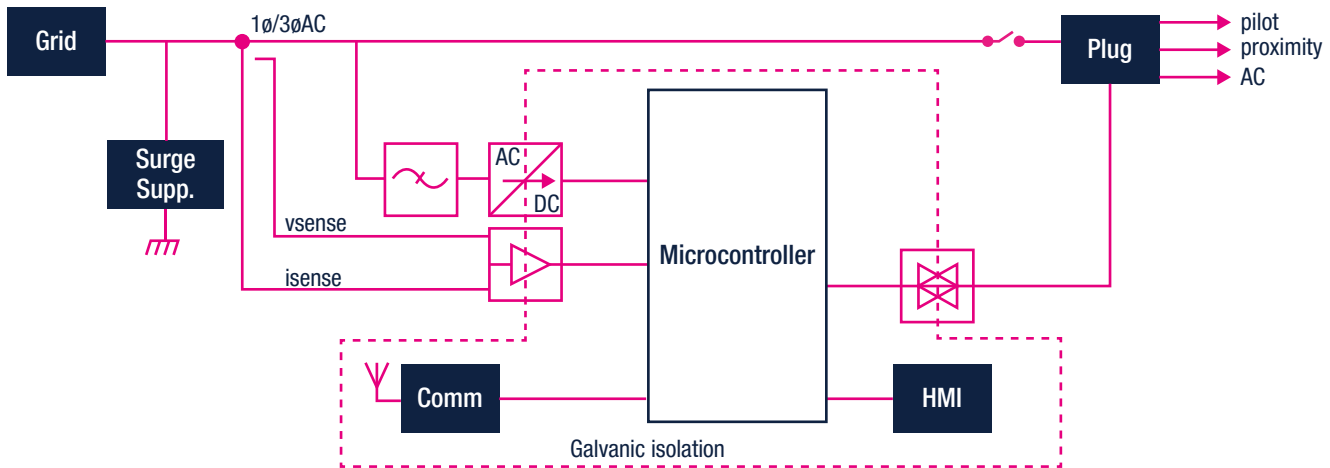 Grid
1ø/3øAC
Plug
pilot
proximity
AC
Surge
Supp.
AC
DC
vsense
isense
Microcontroller
Comm
HMI
Galvanic isolation